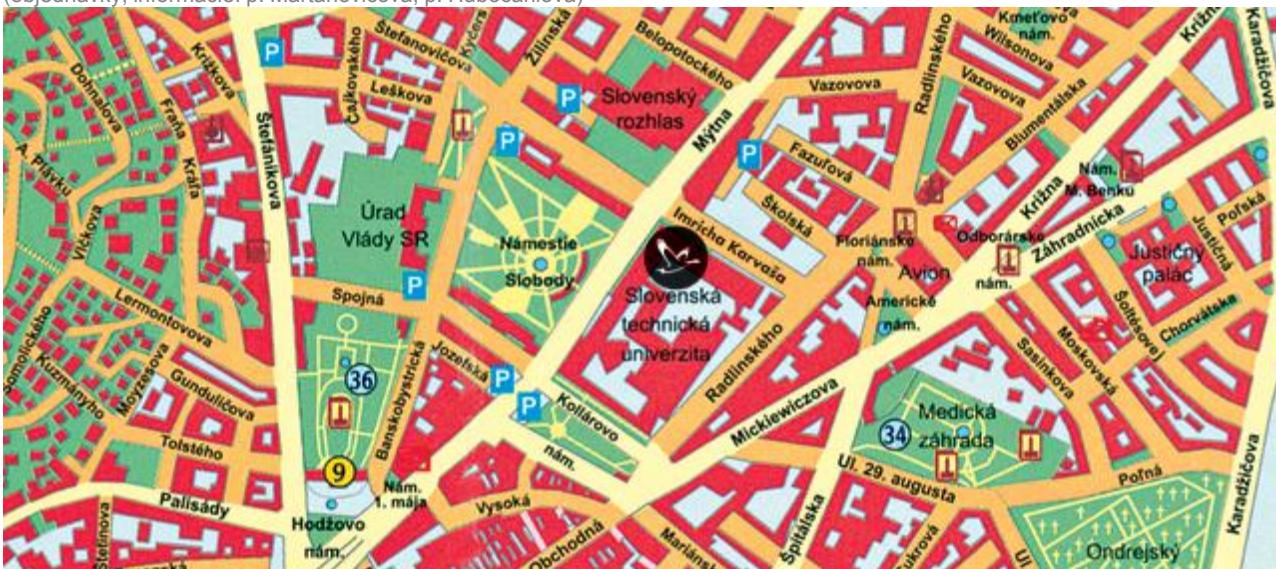 Kmeťovo
nám.
Križna
Karadžičova
Žilinská
Belopotockého
Radlinského
Wilsonova
Štefanovičova
Križkova
P
Čajkovského
Leškova
Dohnalova
Fraňa
Kráľa
Vazovova
Vazovova
P
Slovenský
rozhlas
Mýtna
Blumentálska
P
P
Fazuľová
Nám.
M. Benku
A. Plávku
Štefánikova
Školská
Križna
Poľská
Vlčkova
Úrad
Vlády SR
Imricha Karvaša
Justičná
Námestie
Slobody
Floriánske
nám.
Odborárske
nám.
Záhradnícka
Justičný
palác
Avion
P
Spojná
Slovenská
technická
univerzita
Americké
nám.
Lermontovova
Šoltésovej
Chorvátska
Radlinského
Moskovská
Sasinkova
Kuzmányho
Moyzesova
Gunduličova
Banskobystrická
Jozefská
36
P
P
Kollárovo
nám.
Mickiewiczova
Medická
záhrada
34
Tolstého
9
Ul. 29. augusta
Poľná
Karadžičova
Palisády
Nám.
1. mája
Vysoká
Hodžovo
nám.
Obchodná
Špitálska
Ondrejský